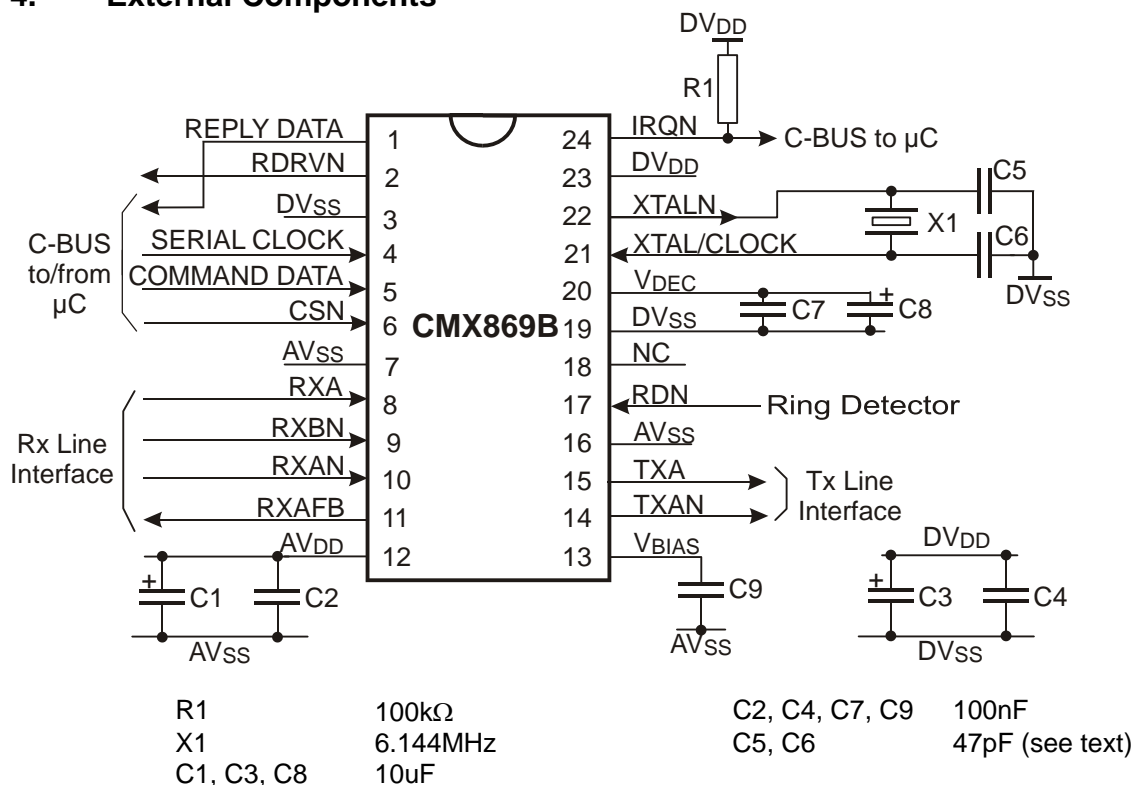 4. External Components
DVDD
R1
REPLY DATA 1
RDRVN 2
DVSS 3
SERIAL CLOCK 4
COMMAND DATA 5
CSN 6
AVSS 7
RXA 8
RXBN 9
RXAN 10
RXAFB 11
AVDD 12
C-BUS
to/from
µC
Rx Line
Interface
CMX869B
24 IRQN
C-BUS to µC
23 DVDD
22 XTALN
21 XTAL/CLOCK
20 VDEC
19 DVSS
18 NC
17 RDN
Ring Detector
16 AVSS
15 TXA
14 TXAN
13 VBIAS
C5
X1
C6
DVSS
C7
+
C8
Tx Line
Interface
+
C1
C2
AVSS
C9
AVSS
DVDD
+
C3
C4
DVSS
R1 100kΩ
X1 6.144MHz
C1, C3, C8 10uF
C2, C4, C7, C9 100nF
C5, C6 47pF (see text)